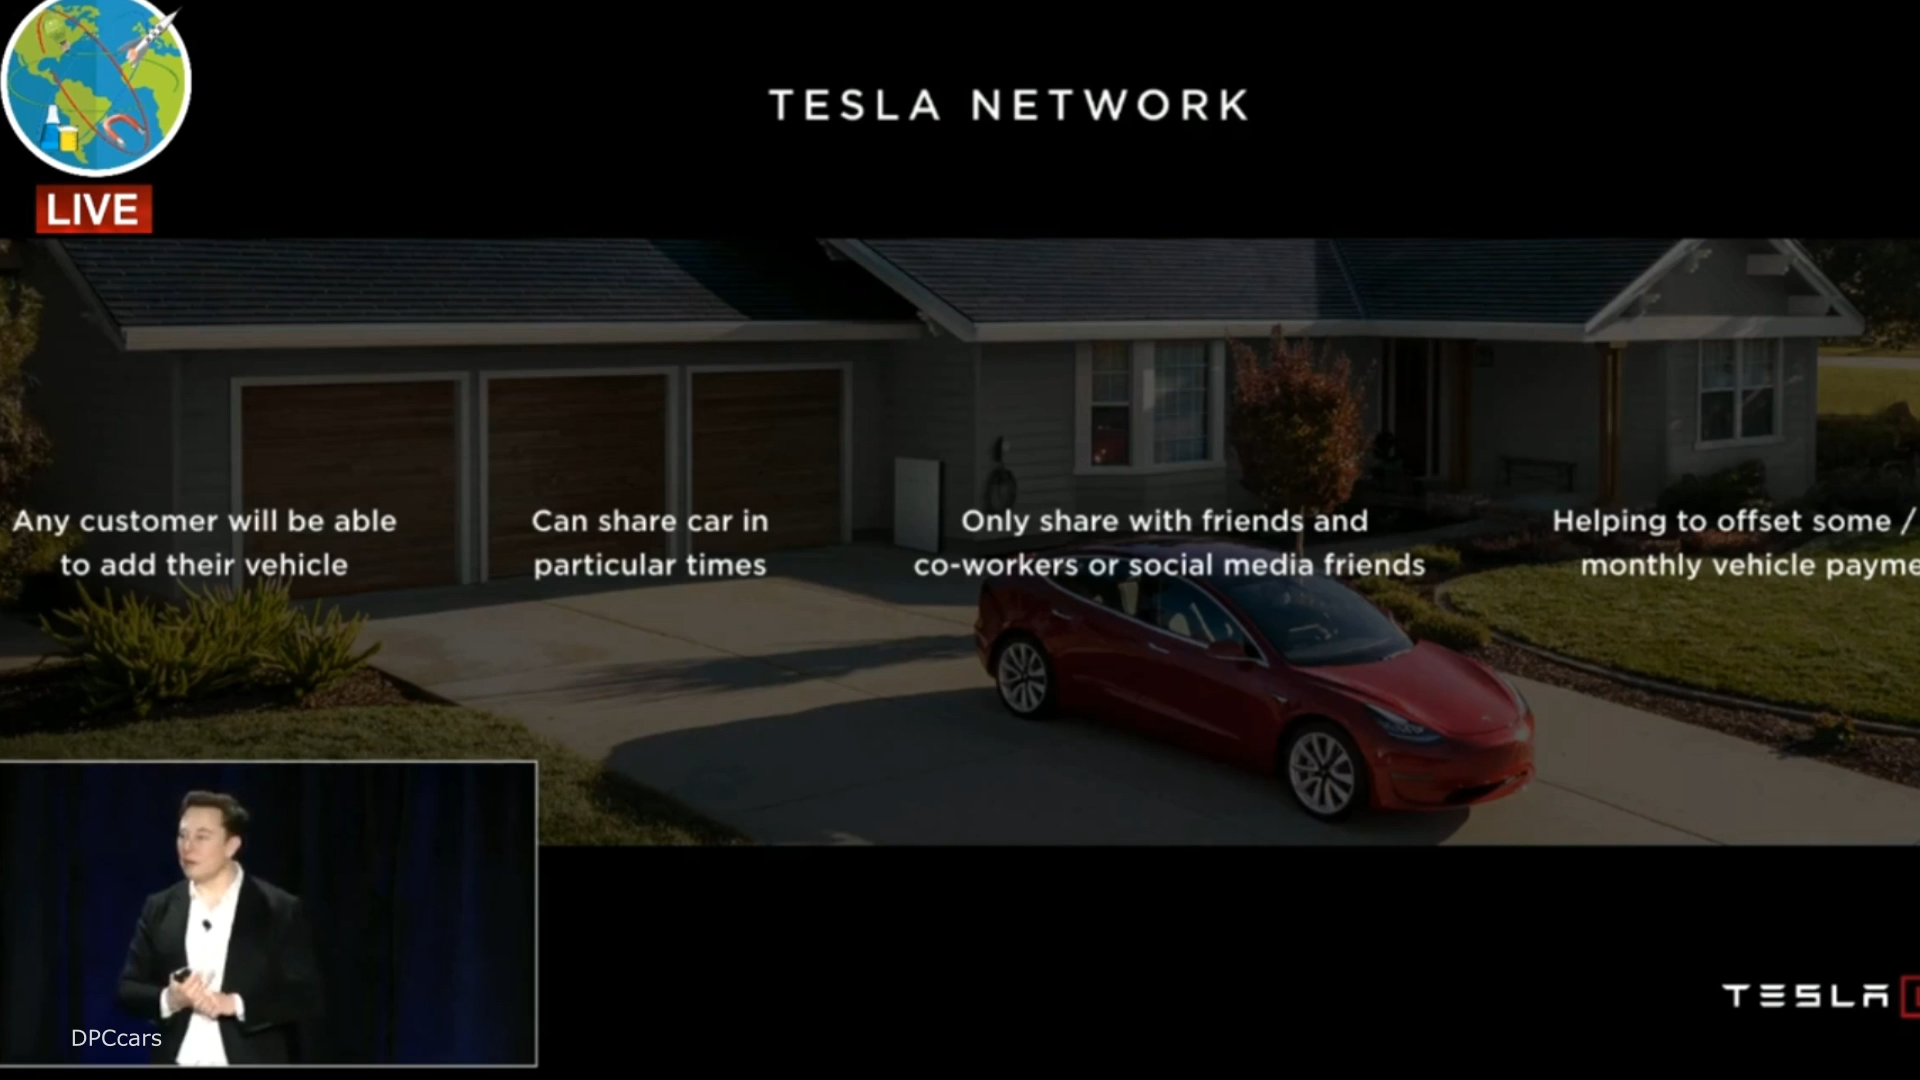 TESLA NETWORK
LIVE
Any customer will be able
to add their vehicle
Can share car in
particular times
Only share with friends and
co-workers or social media friends
Helping to offset some /
monthly vehicle payme
DPCcars
TESLA